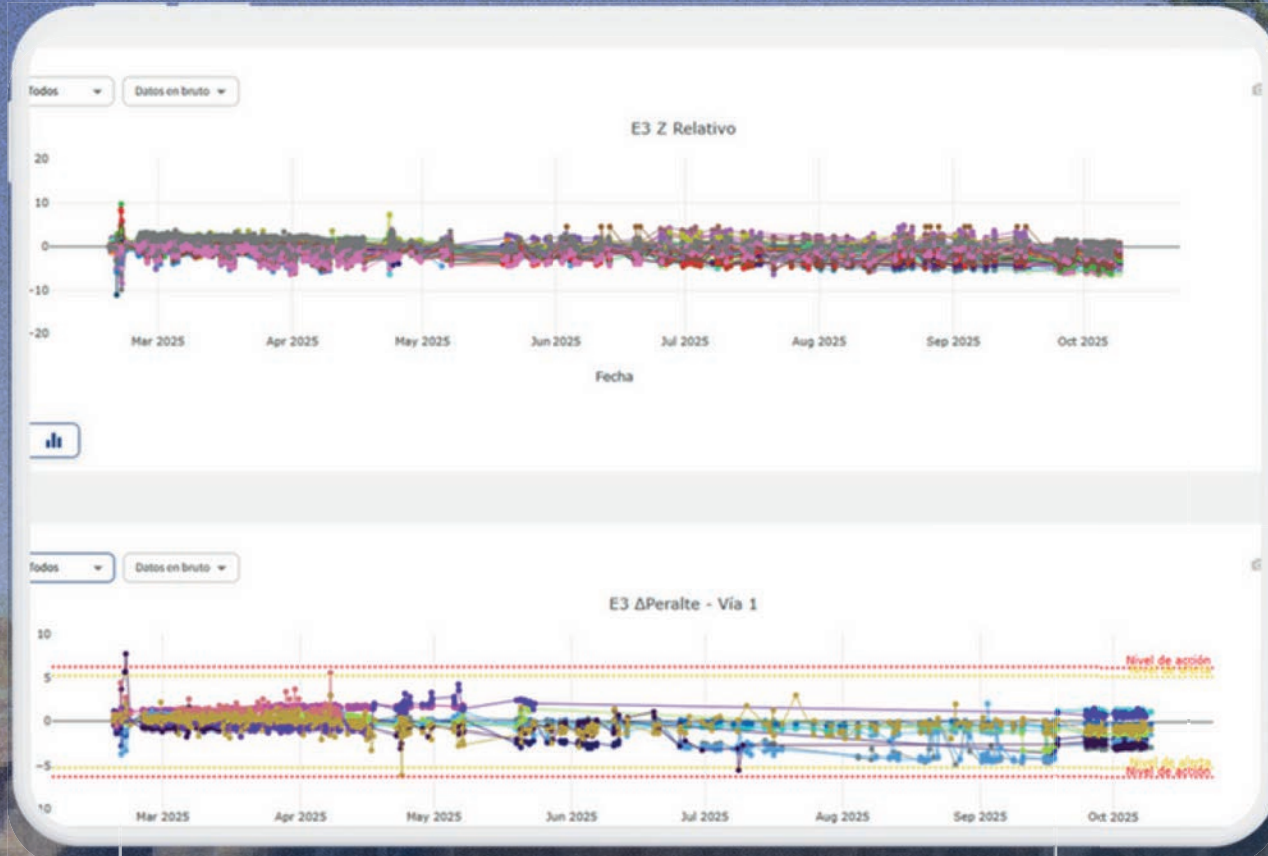 Todos Datos en bruto
E3 Z Relativo
20
10
0
-10
-20
Mar 2025 Apr 2025 May 2025 Jun 2025 Jul 2025 Aug 2025 Sep 2025 Oct 2025
Fecha
Todos Datos en bruto
E3 ΔPeralte - Vía 1
10
Nivel de acción
5
0
-5
Nivel de alerta
Nivel de acción
10
Mar 2025 Apr 2025 May 2025 Jun 2025 Jul 2025 Aug 2025 Sep 2025 Oct 2025